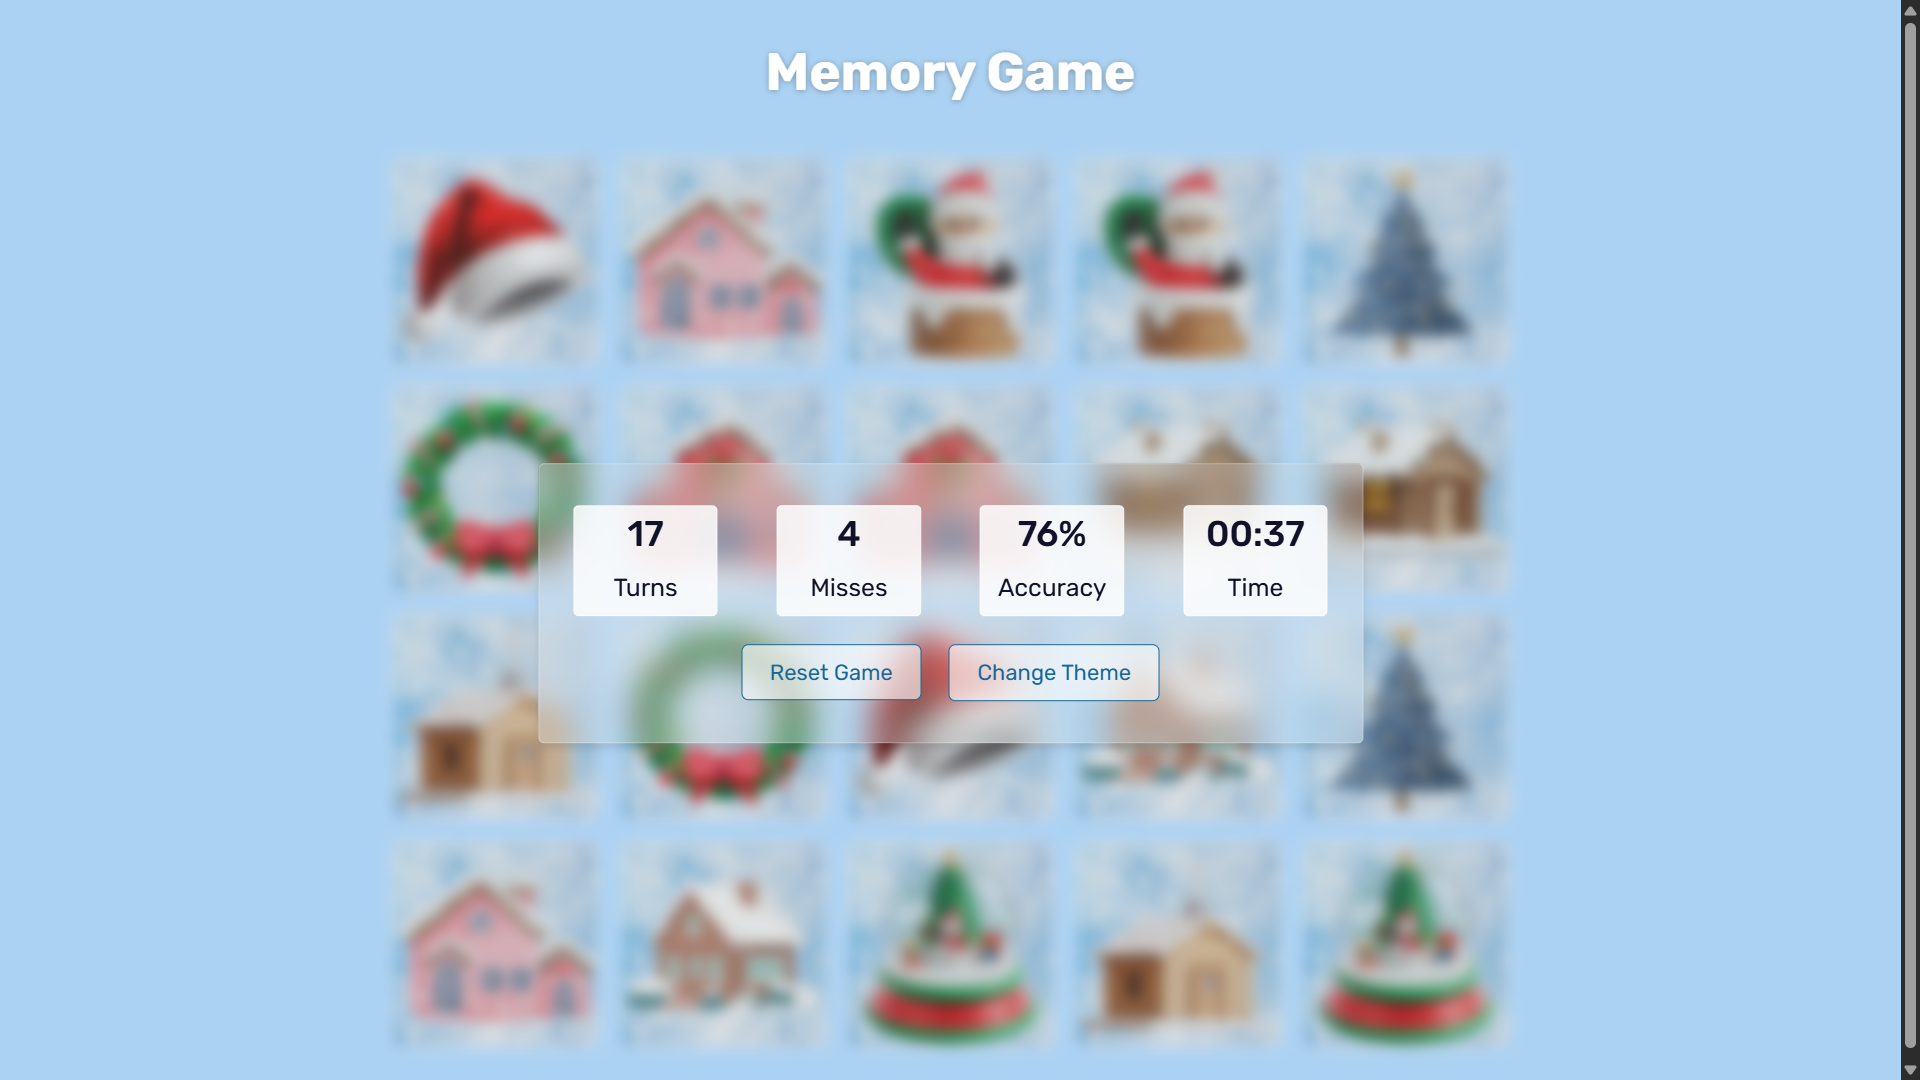 Memory Game
17
Turns
4
Misses
76%
Accuracy
00:37
Time
Reset Game
Change Theme